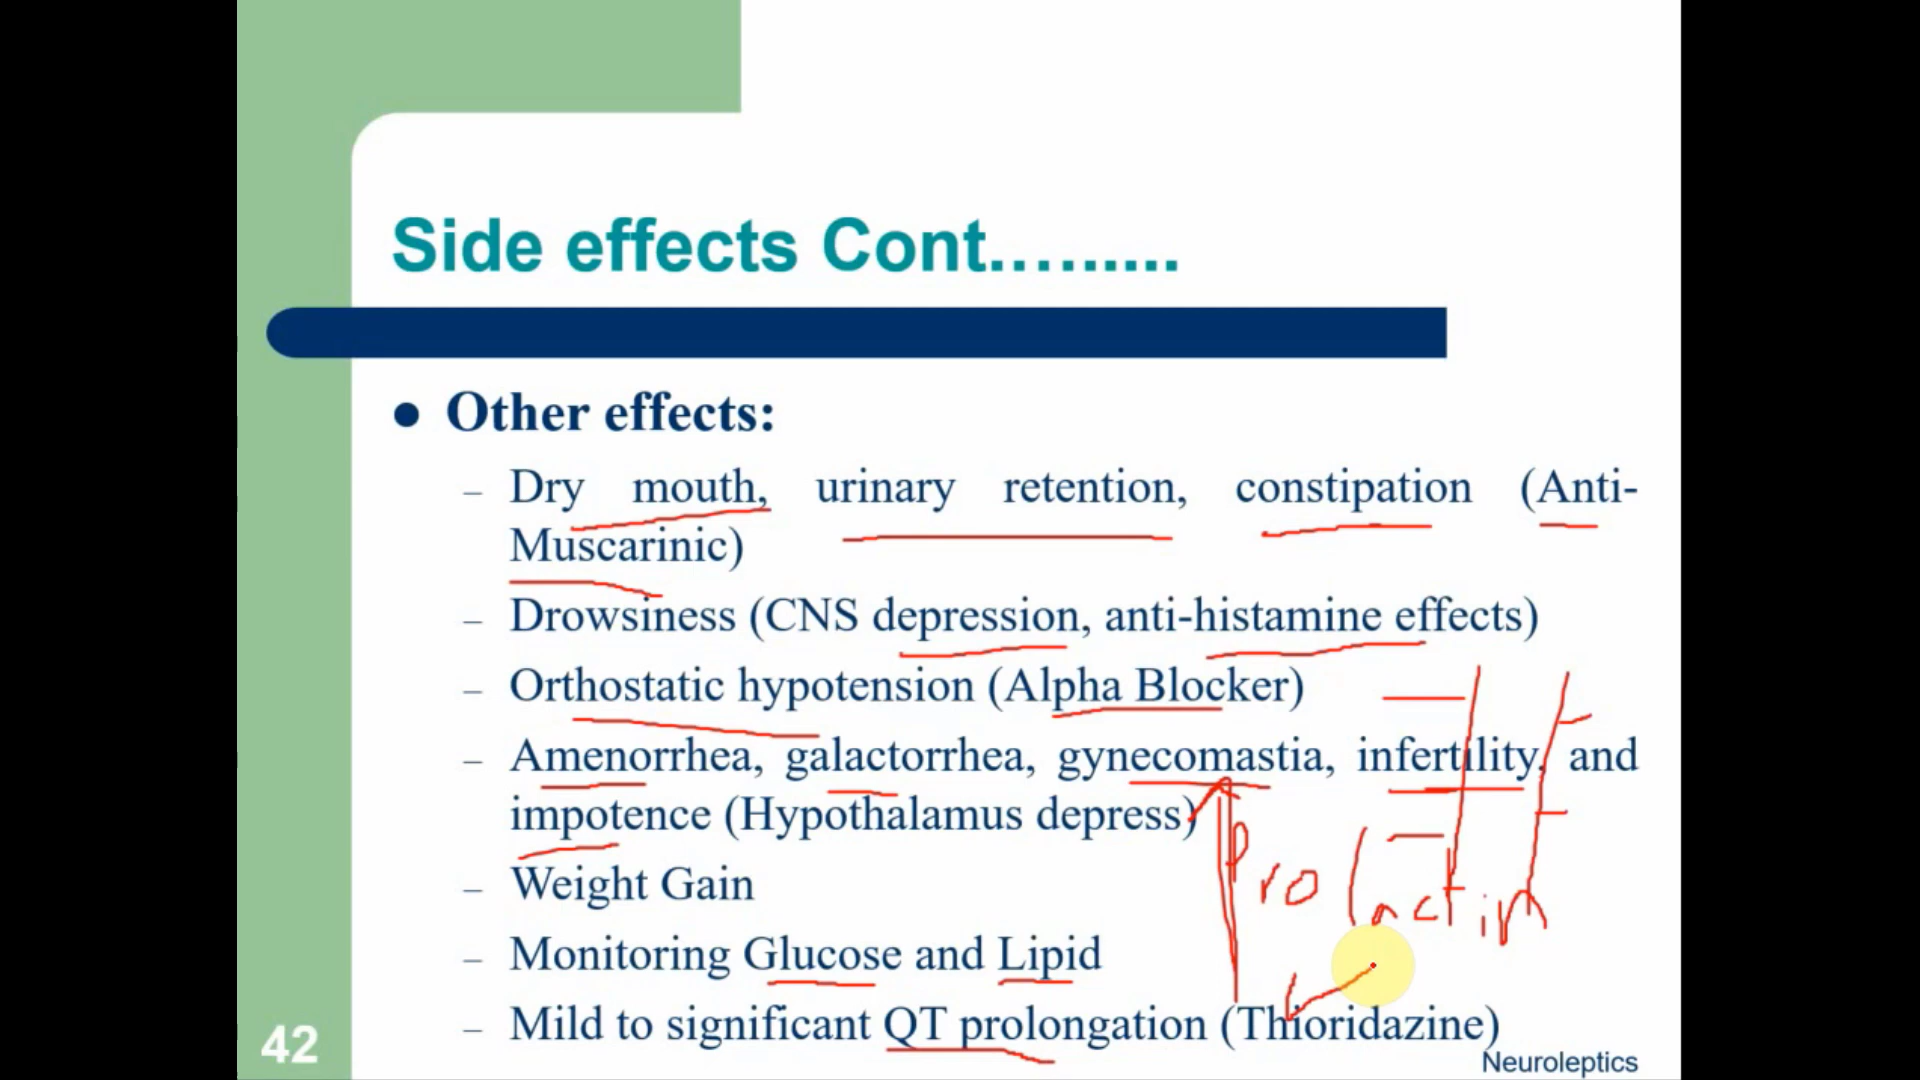 Side effects Cont.…......
● Other effects:
– Dry mouth, urinary retention, constipation (Anti-
Muscarinic)
– Drowsiness (CNS depression, anti-histamine effects)
– Orthostatic hypotension (Alpha Blocker)
– Amenorrhea, galactorrhea, gynecomastia, infertility, and
impotence (Hypothalamus depress)
Prolactin
– Weight Gain
– Monitoring Glucose and Lipid
– Mild to significant QT prolongation (Thioridazine)
42
Neuroleptics